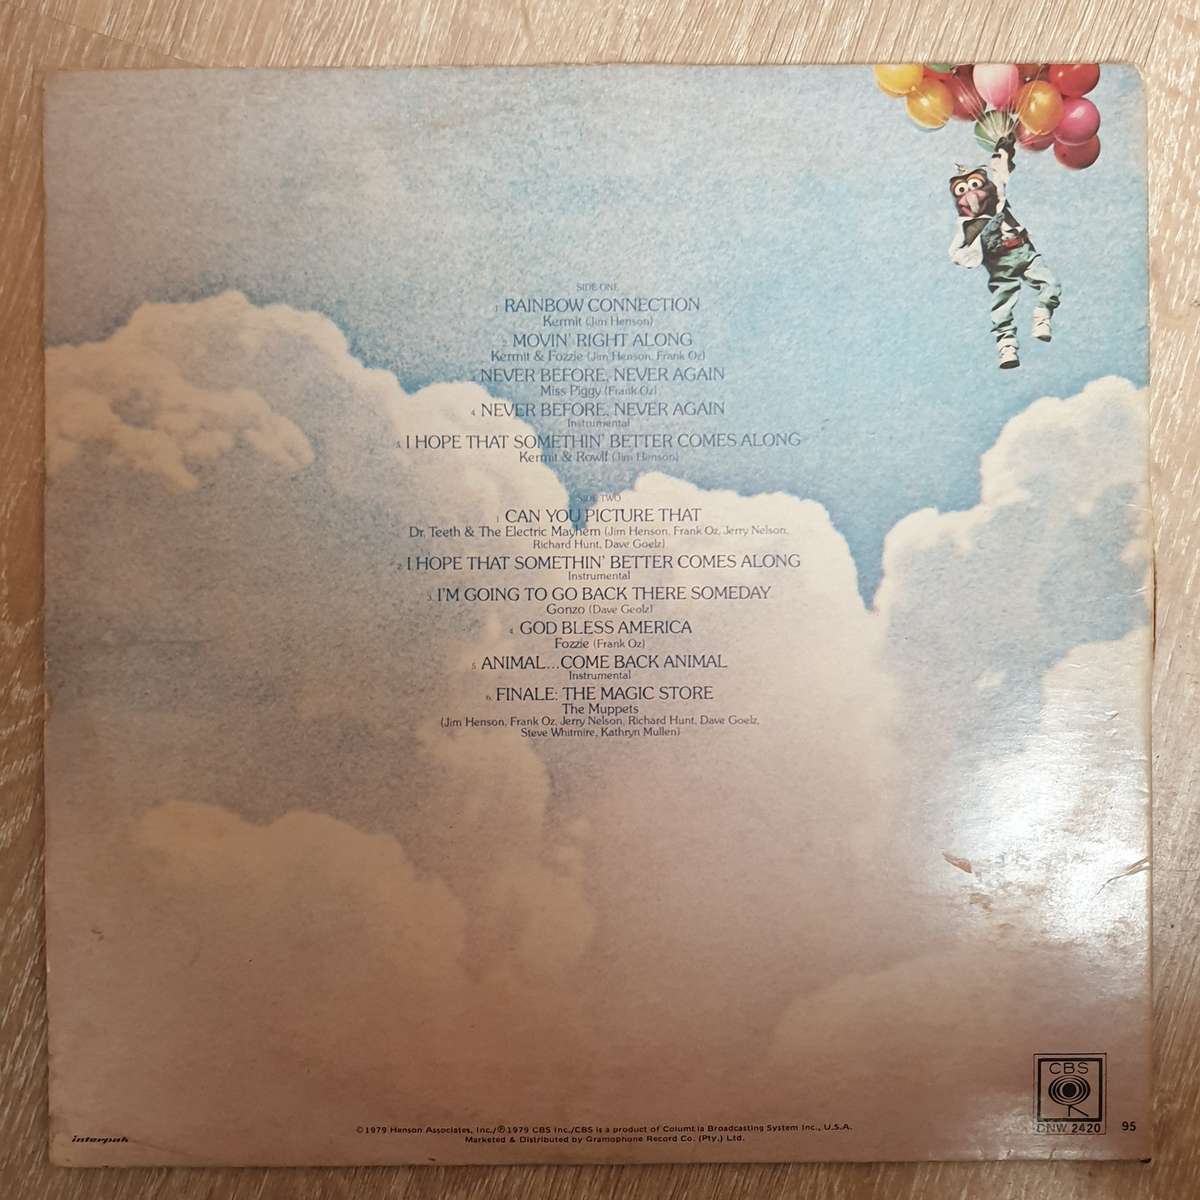 SIDE ONE
1. RAINBOW CONNECTION
Kermit (Jim Henson)
2. MOVIN' RIGHT ALONG
Kermit & Fozzie (Jim Henson, Frank Oz)
3. NEVER BEFORE, NEVER AGAIN
Miss Piggy (Frank Oz)
4. NEVER BEFORE, NEVER AGAIN
Instrumental
5. I HOPE THAT SOMETHIN' BETTER COMES ALONG
Kermit & Rowlf (Jim Henson)
SIDE TWO
1. CAN YOU PICTURE THAT
Dr. Teeth & The Electric Mayhem (Jim Henson, Frank Oz, Jerry Nelson,
Richard Hunt, Dave Goelz)
2. I HOPE THAT SOMETHIN' BETTER COMES ALONG
Instrumental
3. I'M GOING TO GO BACK THERE SOMEDAY
Gonzo (Dave Geolz)
4. GOD BLESS AMERICA
Fozzie (Frank Oz)
5. ANIMAL...COME BACK ANIMAL
Instrumental
6. FINALE: THE MAGIC STORE
The Muppets
(Jim Henson, Frank Oz, Jerry Nelson, Richard Hunt, Dave Goelz,
Steve Whitmire, Kathryn Mullen)
CBS
DNW 2420 95
interpak
©1979 Henson Associates, Inc./℗1979 CBS Inc./CBS is a product of Columbia Broadcasting System Inc., U.S.A.
Marketed & Distributed by Gramophone Record Co. (Pty.) Ltd.